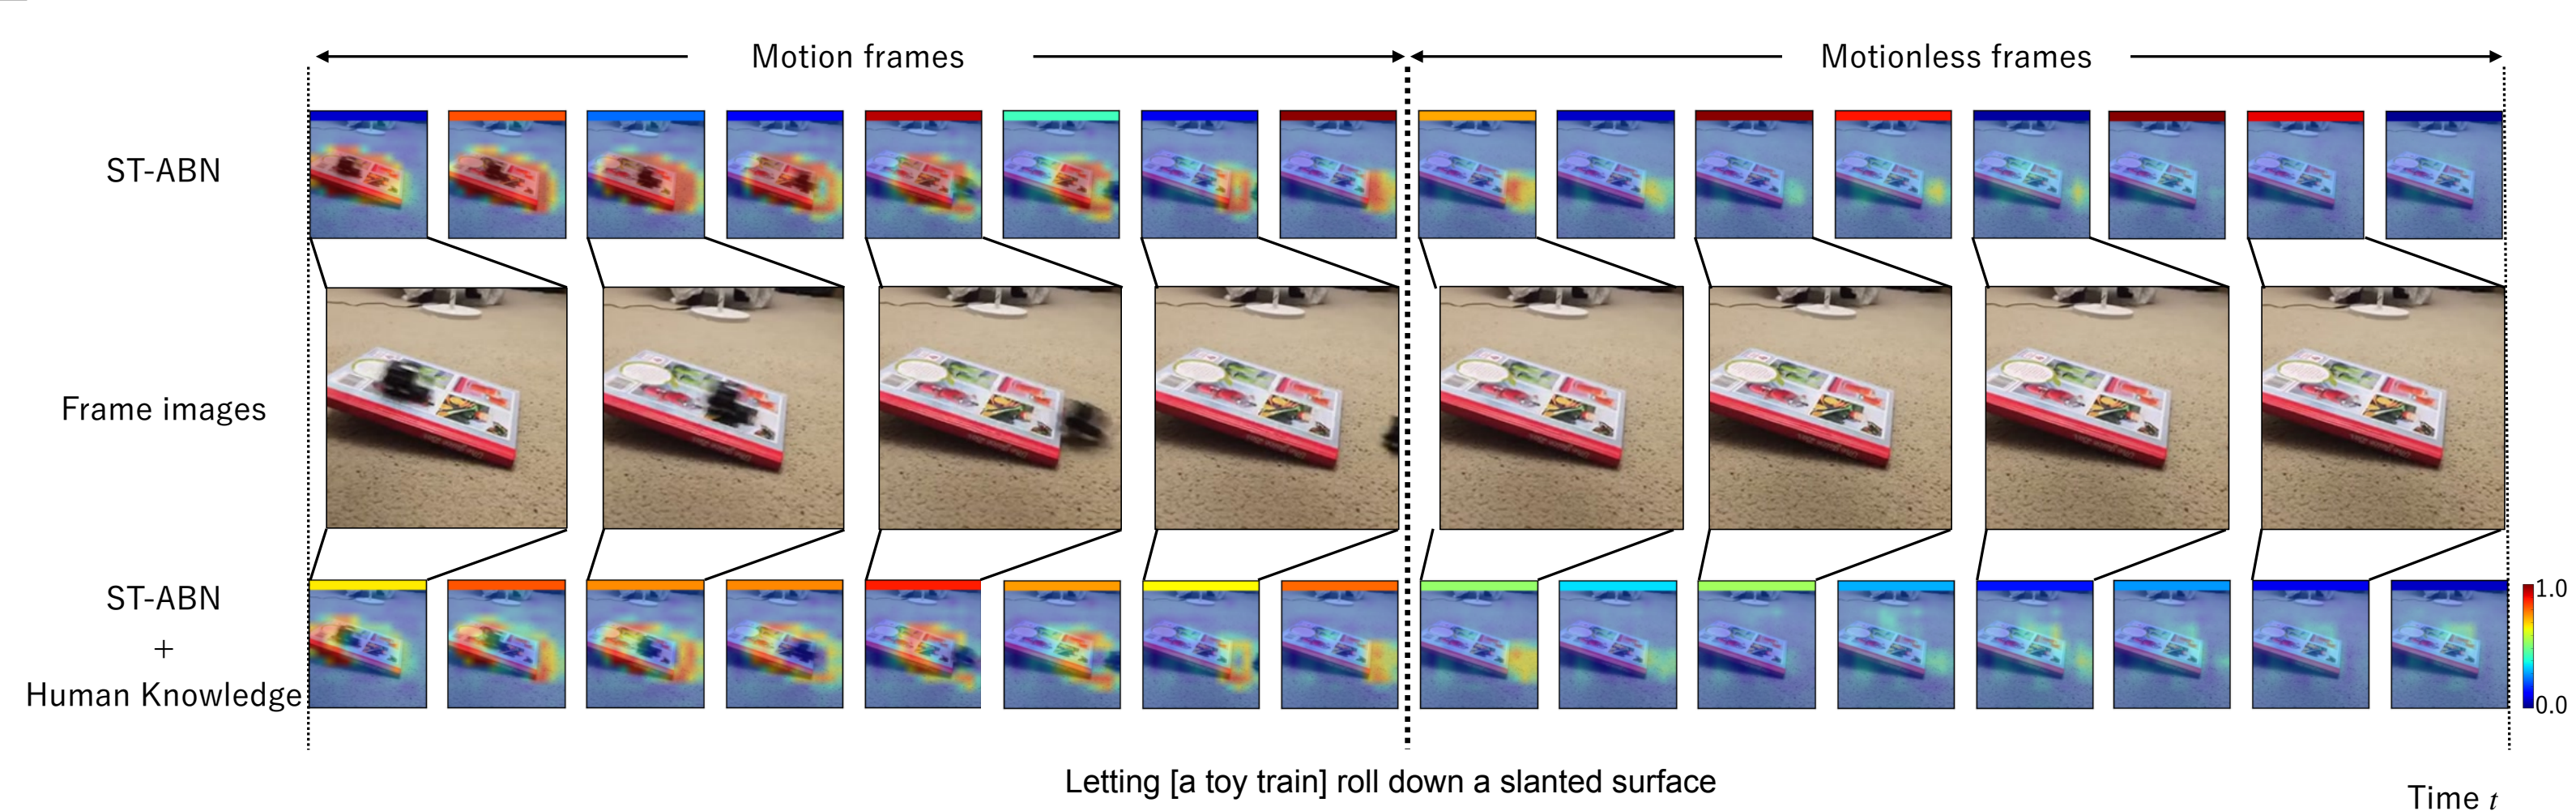 Motion frames
Motionless frames
ST-ABN
Frame images
ST-ABN
+
Human Knowledge
1.0
0.0
Letting [a toy train] roll down a slanted surface
Time t